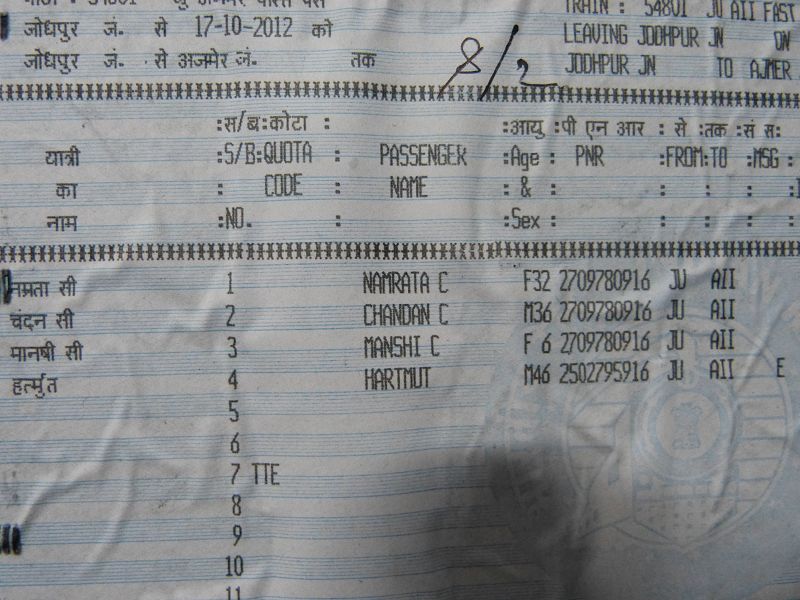 54801 JU AII FAST
जोधपुर जं. से 17-10-2012 को LEAVING JODHPUR JN ON
जोधपुर जं. से अजमेर जं. तक JODHPUR JN TO AJMER
8/2
:स/ब:कोटा : :आयु :पी एन आर : से :तक :सं स:
यात्री :S/B:QUOTA : PASSENGER :Age : PNR :FROM:TO :MSG :
का : CODE : NAME : & : : : :
नाम :NO. : :Sex : : : :
नम्रता सी 1 NAMRATA C F32 2709780916 JU AII
चंदन सी 2 CHANDAN C M36 2709780916 JU AII
मानषी सी 3 MANSHI C F 6 2709780916 JU AII
हर्त्मुत 4 HARTMUT M46 2502795916 JU AII E
5
6
7 TTE
8
9
10
11